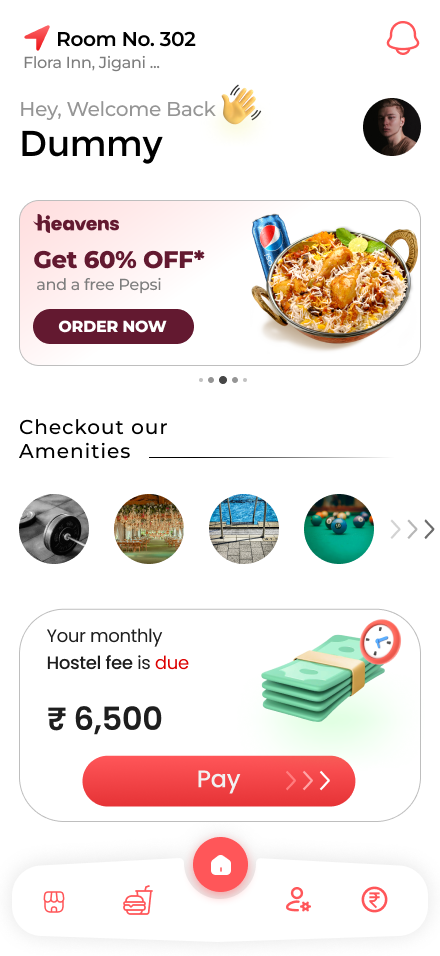 Room No. 302
Flora Inn, Jigani ...
Hey, Welcome Back
Dummy
Heavens
Get 60% OFF*
and a free Pepsi
ORDER NOW
Checkout our
Amenities
Your monthly
Hostel fee is due
₹ 6,500
Pay